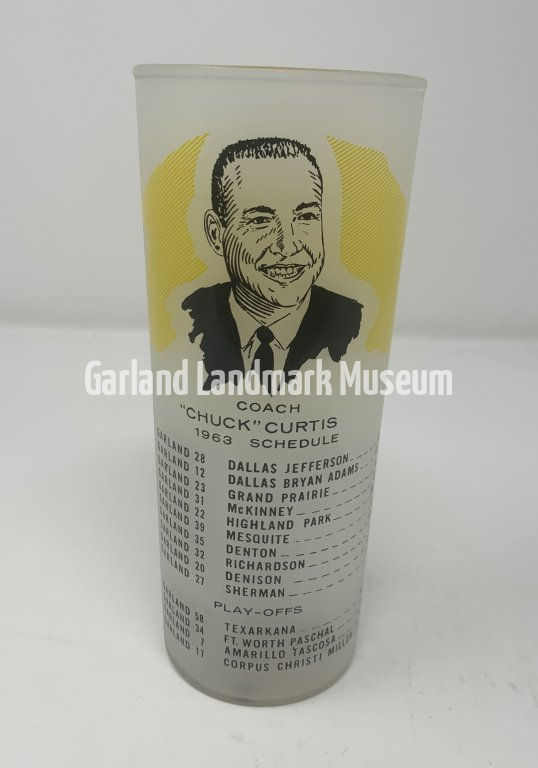 Garland Landmark Museum
COACH
"CHUCK" CURTIS
1963 SCHEDULE
GARLAND 28 DALLAS JEFFERSON
GARLAND 12 DALLAS BRYAN ADAMS
GARLAND 23 GRAND PRAIRIE
GARLAND 31 McKINNEY
GARLAND 22 HIGHLAND PARK
GARLAND 39 MESQUITE
GARLAND 35 DENTON
GARLAND 32 RICHARDSON
GARLAND 20 DENISON
GARLAND 27 SHERMAN
PLAY-OFFS
GARLAND 58 TEXARKANA
GARLAND 34 FT. WORTH PASCHAL
GARLAND 7 AMARILLO TASCOSA
GARLAND 17 CORPUS CHRISTI MILLER